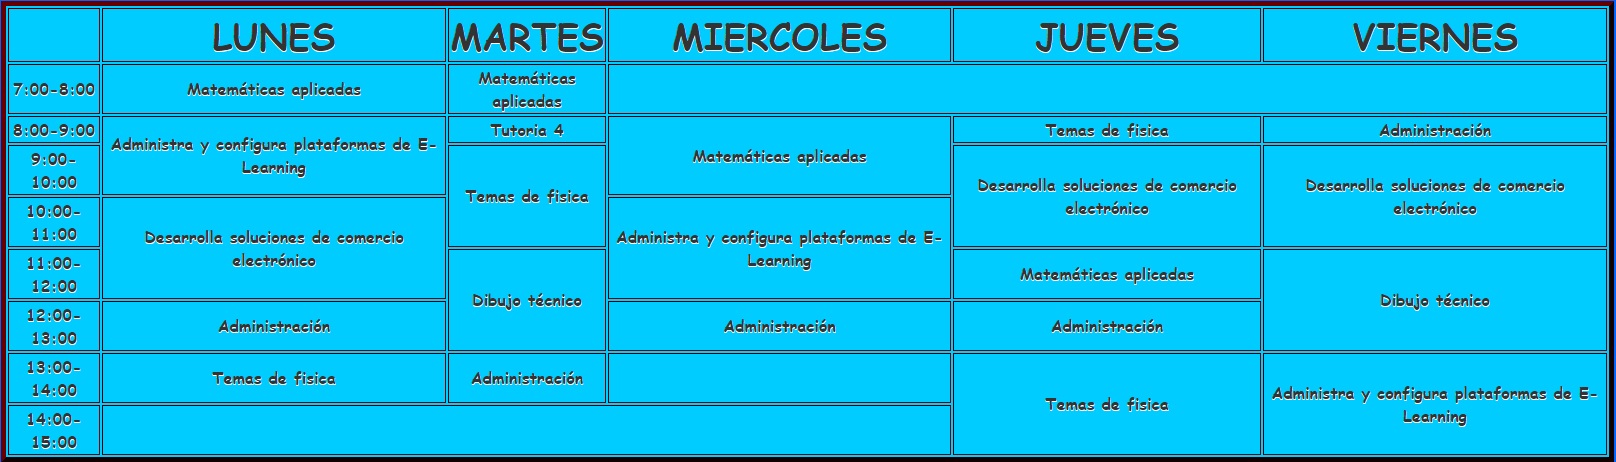 LUNES MARTES MIERCOLES JUEVES VIERNES
7:00-8:00 Matemáticas aplicadas Matemáticas
aplicadas
8:00-9:00 Administra y configura plataformas de E-
Learning Tutoria 4 Matemáticas aplicadas Temas de fisica Administración
9:00-
10:00 Temas de fisica Desarrolla soluciones de comercio
electrónico Desarrolla soluciones de comercio
electrónico
10:00-
11:00 Desarrolla soluciones de comercio
electrónico Administra y configura plataformas de E-
Learning
11:00-
12:00 Dibujo técnico Matemáticas aplicadas Dibujo técnico
12:00-
13:00 Administración Administración Administración
13:00-
14:00 Temas de fisica Administración Temas de fisica Administra y configura plataformas de E-
Learning
14:00-
15:00